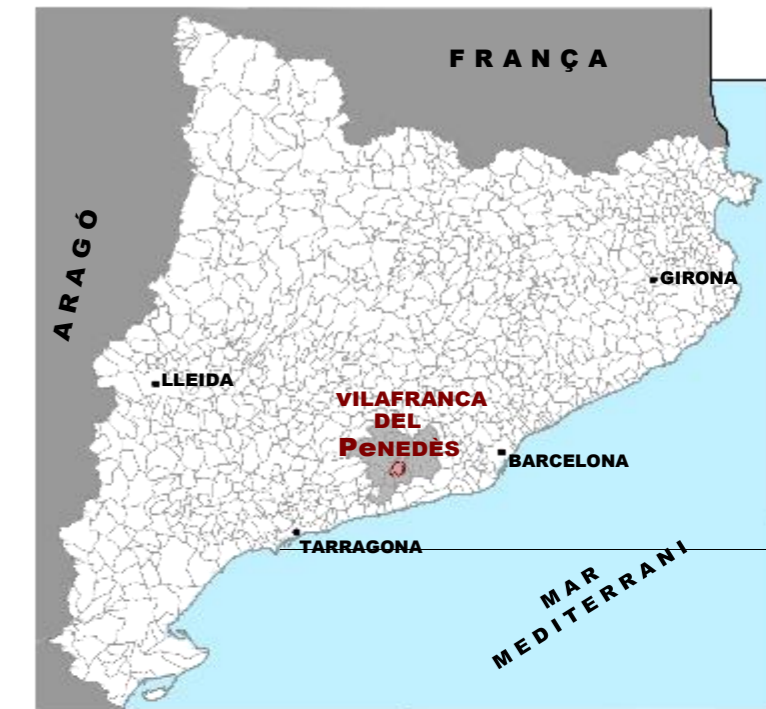 FRANÇA
ARAGÓ
GIRONA
LLEIDA
VILAFRANCA
DEL
PeNEDÈS
BARCELONA
TARRAGONA
MAR
MEDITERRANI